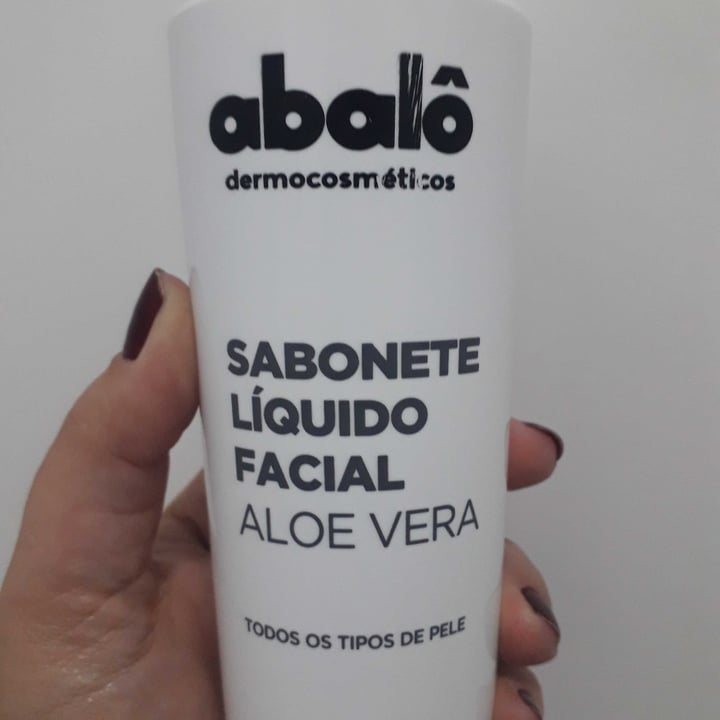 abalô
dermocosméticos
SABONETE
LÍQUIDO
FACIAL
ALOE VERA
TODOS OS TIPOS DE PELE